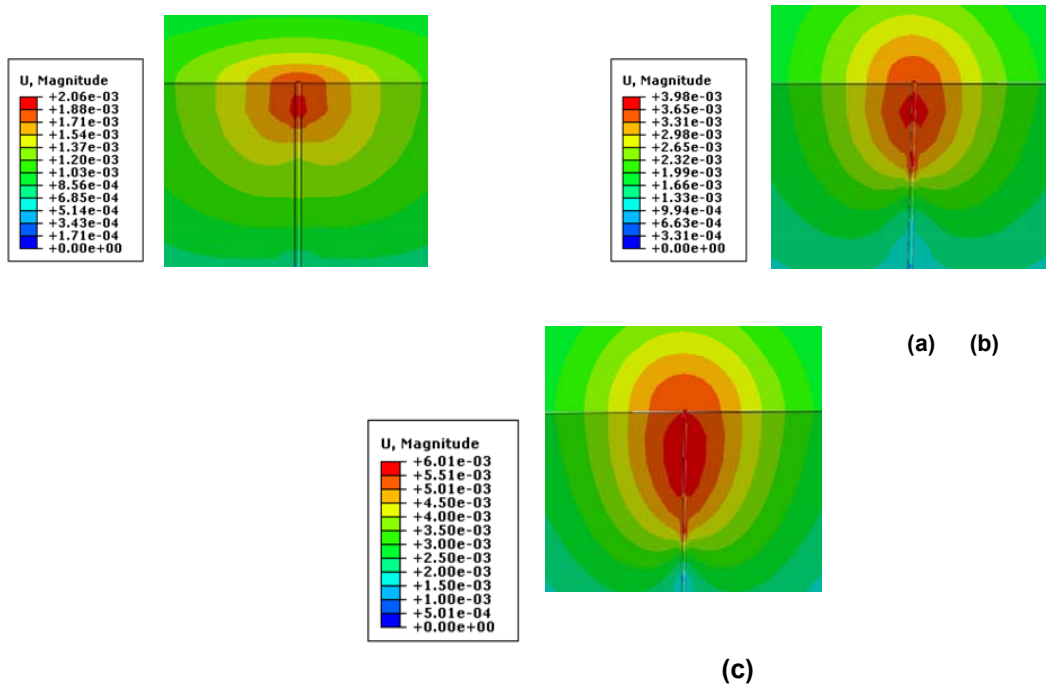 U, Magnitude
+2.06e-03
+1.88e-03
+1.71e-03
+1.54e-03
+1.37e-03
+1.20e-03
+1.03e-03
+8.56e-04
+6.85e-04
+5.14e-04
+3.43e-04
+1.71e-04
+0.00e+00
U, Magnitude
+3.98e-03
+3.65e-03
+3.31e-03
+2.98e-03
+2.65e-03
+2.32e-03
+1.99e-03
+1.66e-03
+1.33e-03
+9.94e-04
+6.63e-04
+3.31e-04
+0.00e+00
(a) (b)
U, Magnitude
+6.01e-03
+5.51e-03
+5.01e-03
+4.50e-03
+4.00e-03
+3.50e-03
+3.00e-03
+2.50e-03
+2.00e-03
+1.50e-03
+1.00e-03
+5.01e-04
+0.00e+00
(c)